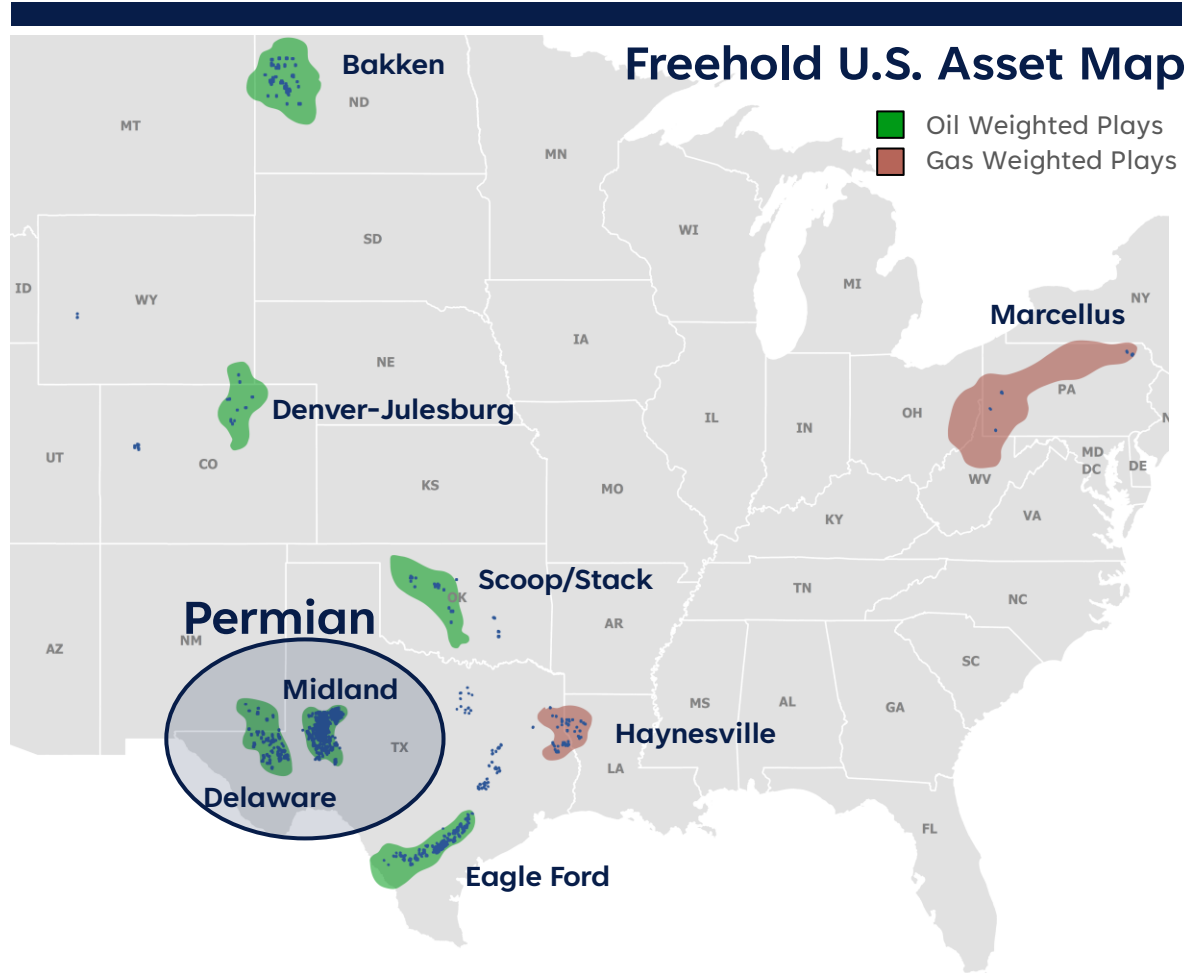 Freehold U.S. Asset Map
Oil Weighted Plays
Gas Weighted Plays
Bakken
ND
MT
MN
WI
SD
MI
ID
WY
NY
Marcellus
IA
NE
PA
Denver-Julesburg
OH
IL
IN
N
UT
CO
MD
DC
DE
WV
KS
MO
VA
KY
Scoop/Stack
OK
TN
NC
Permian
NM
AR
AZ
SC
Midland
MS
AL
GA
TX
Haynesville
LA
Delaware
FL
Eagle Ford